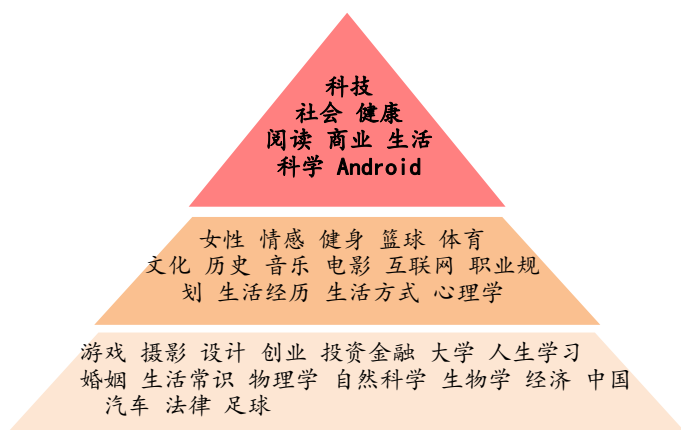 科技
社会 健康
阅读 商业 生活
科学 Android
女性 情感 健身 篮球 体育
文化 历史 音乐 电影 互联网 职业规
划 生活经历 生活方式 心理学
游戏 摄影 设计 创业 投资金融 大学 人生学习
婚姻 生活常识 物理学 自然科学 生物学 经济 中国
汽车 法律 足球